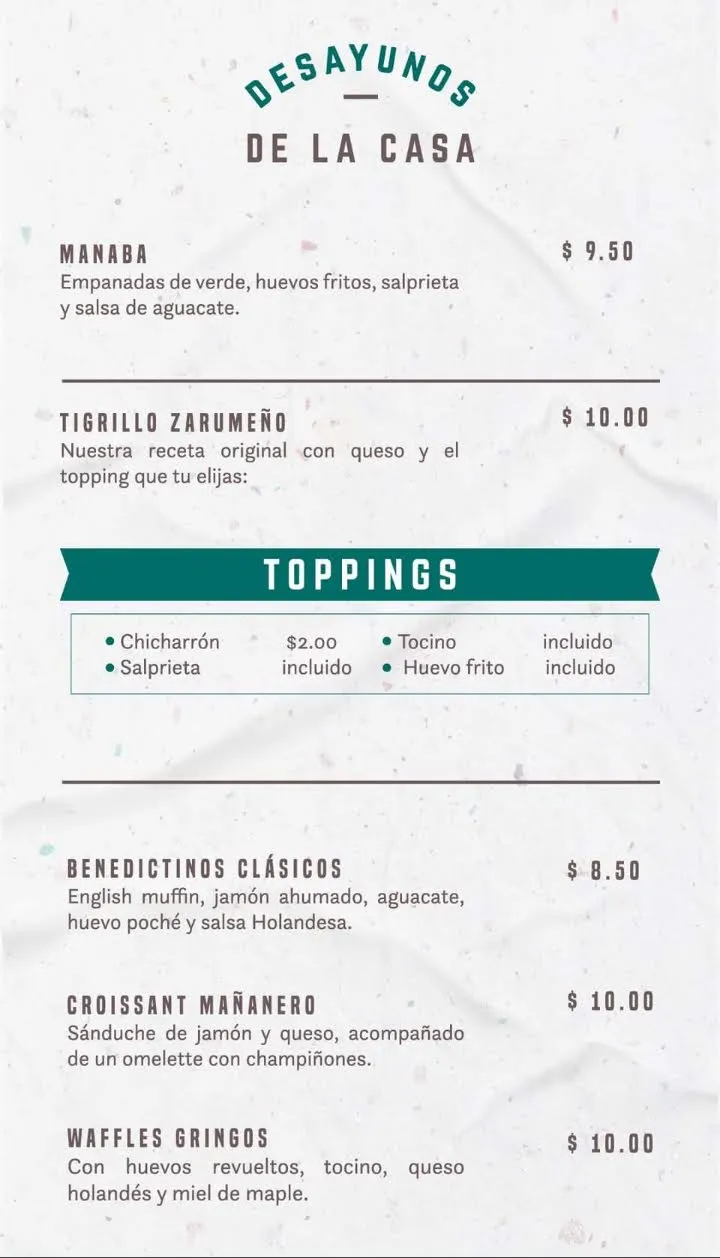 DESAYUNOS
DE LA CASA
MANABA $ 9.50
Empanadas de verde, huevos fritos, salprieta
y salsa de aguacate.
TIGRILLO ZARUMEÑO $ 10.00
Nuestra receta original con queso y el
topping que tu elijas:
TOPPINGS
• Chicharrón $2.00 • Tocino incluido
• Salprieta incluido • Huevo frito incluido
BENEDICTINOS CLÁSICOS $ 8.50
English muffin, jamón ahumado, aguacate,
huevo poché y salsa Holandesa.
CROISSANT MAÑANERO $ 10.00
Sánduche de jamón y queso, acompañado
de un omelette con champiñones.
WAFFLES GRINGOS $ 10.00
Con huevos revueltos, tocino, queso
holandés y miel de maple.